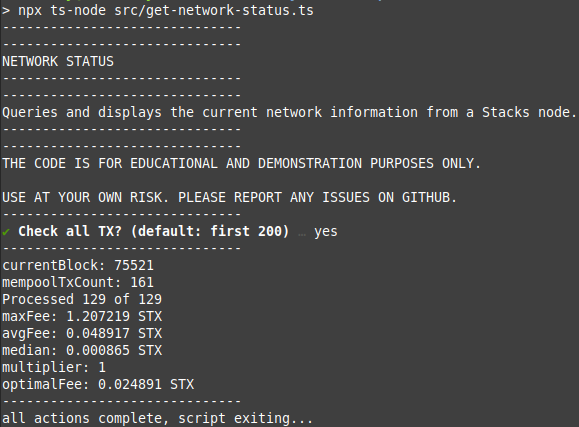 > npx ts-node src/get-network-status.ts
------------------------------
------------------------------
NETWORK STATUS
------------------------------
------------------------------
Queries and displays the current network information from a Stacks node.
------------------------------
------------------------------
THE CODE IS FOR EDUCATIONAL AND DEMONSTRATION PURPOSES ONLY.
USE AT YOUR OWN RISK. PLEASE REPORT ANY ISSUES ON GITHUB.
------------------------------
✔ Check all TX? (default: first 200) … yes
------------------------------
currentBlock: 75521
mempoolTxCount: 161
Processed 129 of 129
maxFee: 1.207219 STX
avgFee: 0.048917 STX
median: 0.000865 STX
multiplier: 1
optimalFee: 0.024891 STX
------------------------------
all actions complete, script exiting...